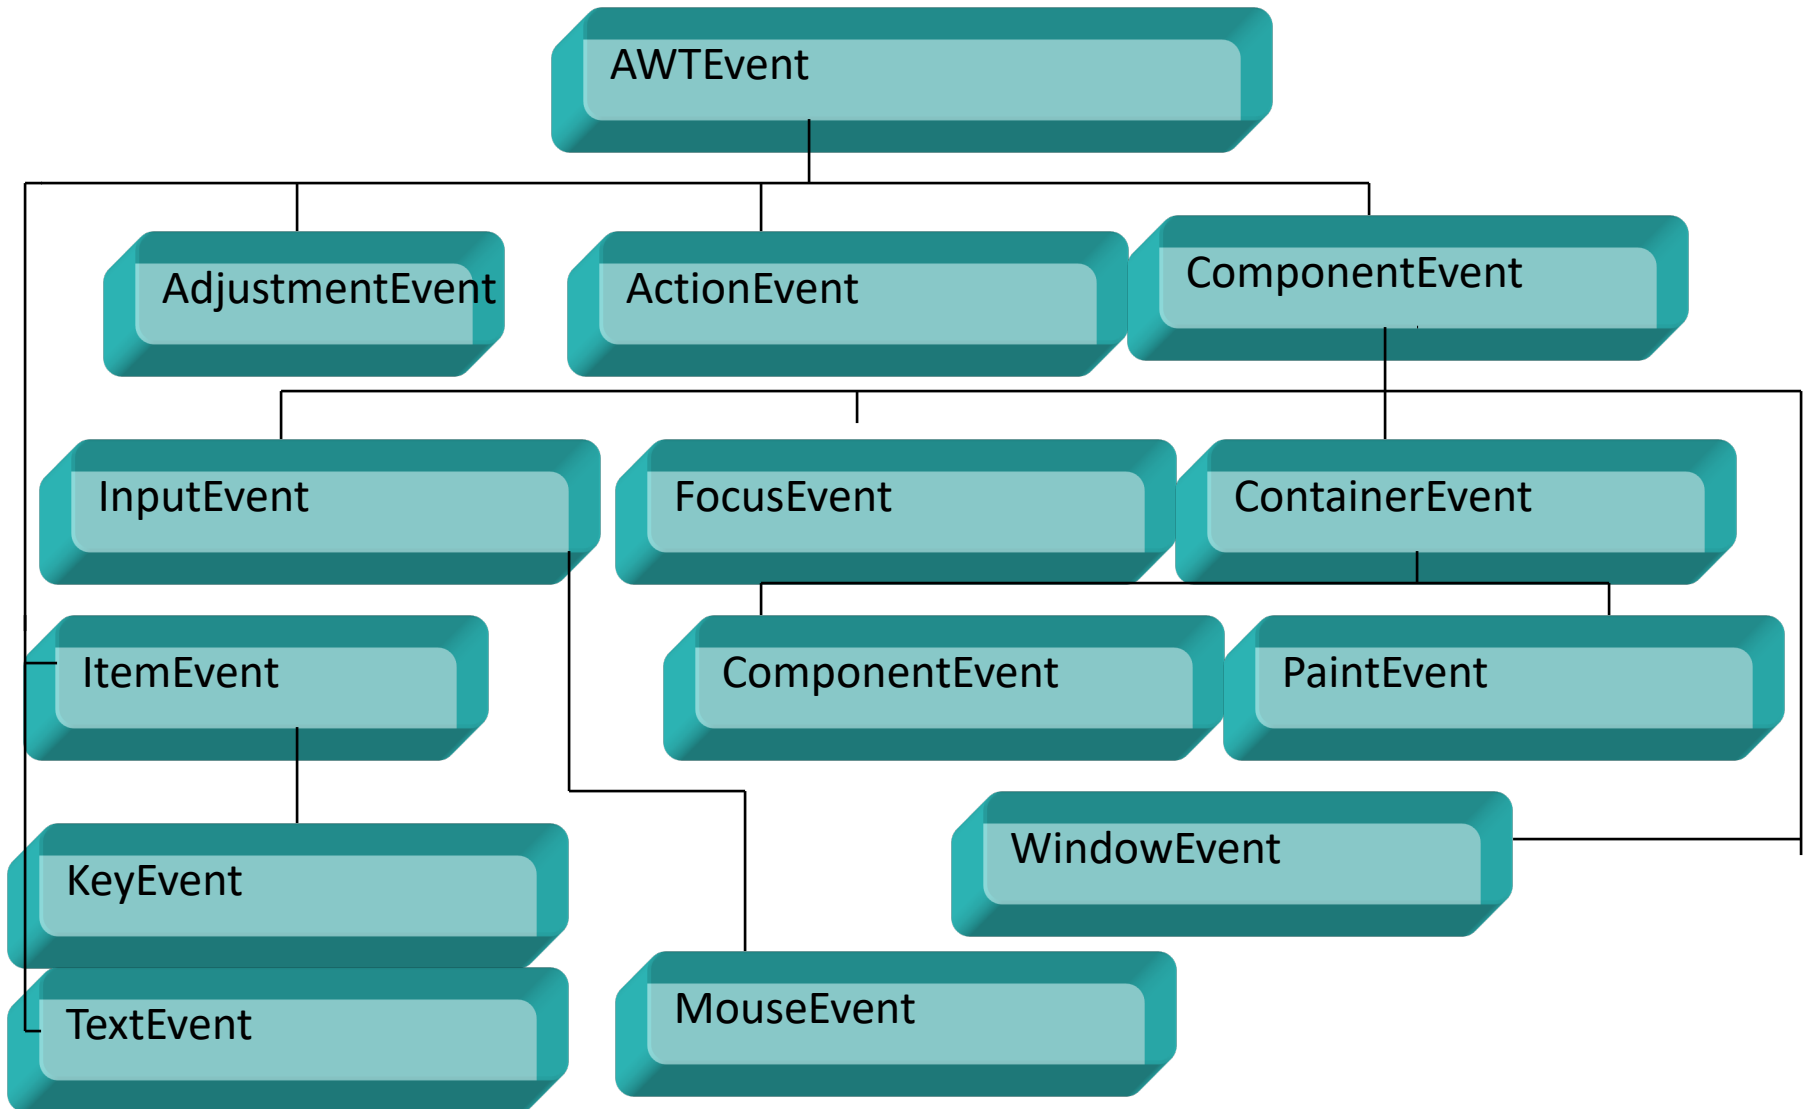 AWTEvent
AdjustmentEvent
ActionEvent
ComponentEvent
InputEvent
FocusEvent
ContainerEvent
ItemEvent
ComponentEvent
PaintEvent
WindowEvent
KeyEvent
MouseEvent
TextEvent